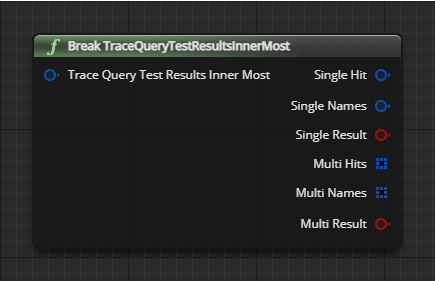 Break TraceQueryTestResultsInnerMost
Trace Query Test Results Inner Most
Single Hit
Single Names
Single Result
Multi Hits
Multi Names
Multi Result